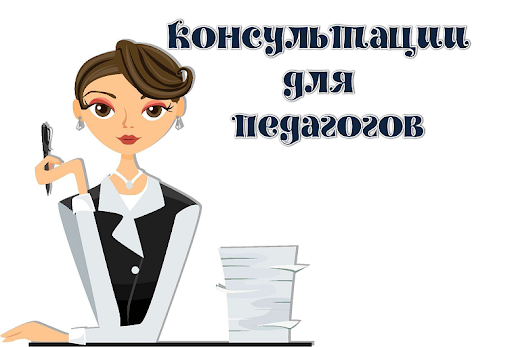 консультации
для
педагогов